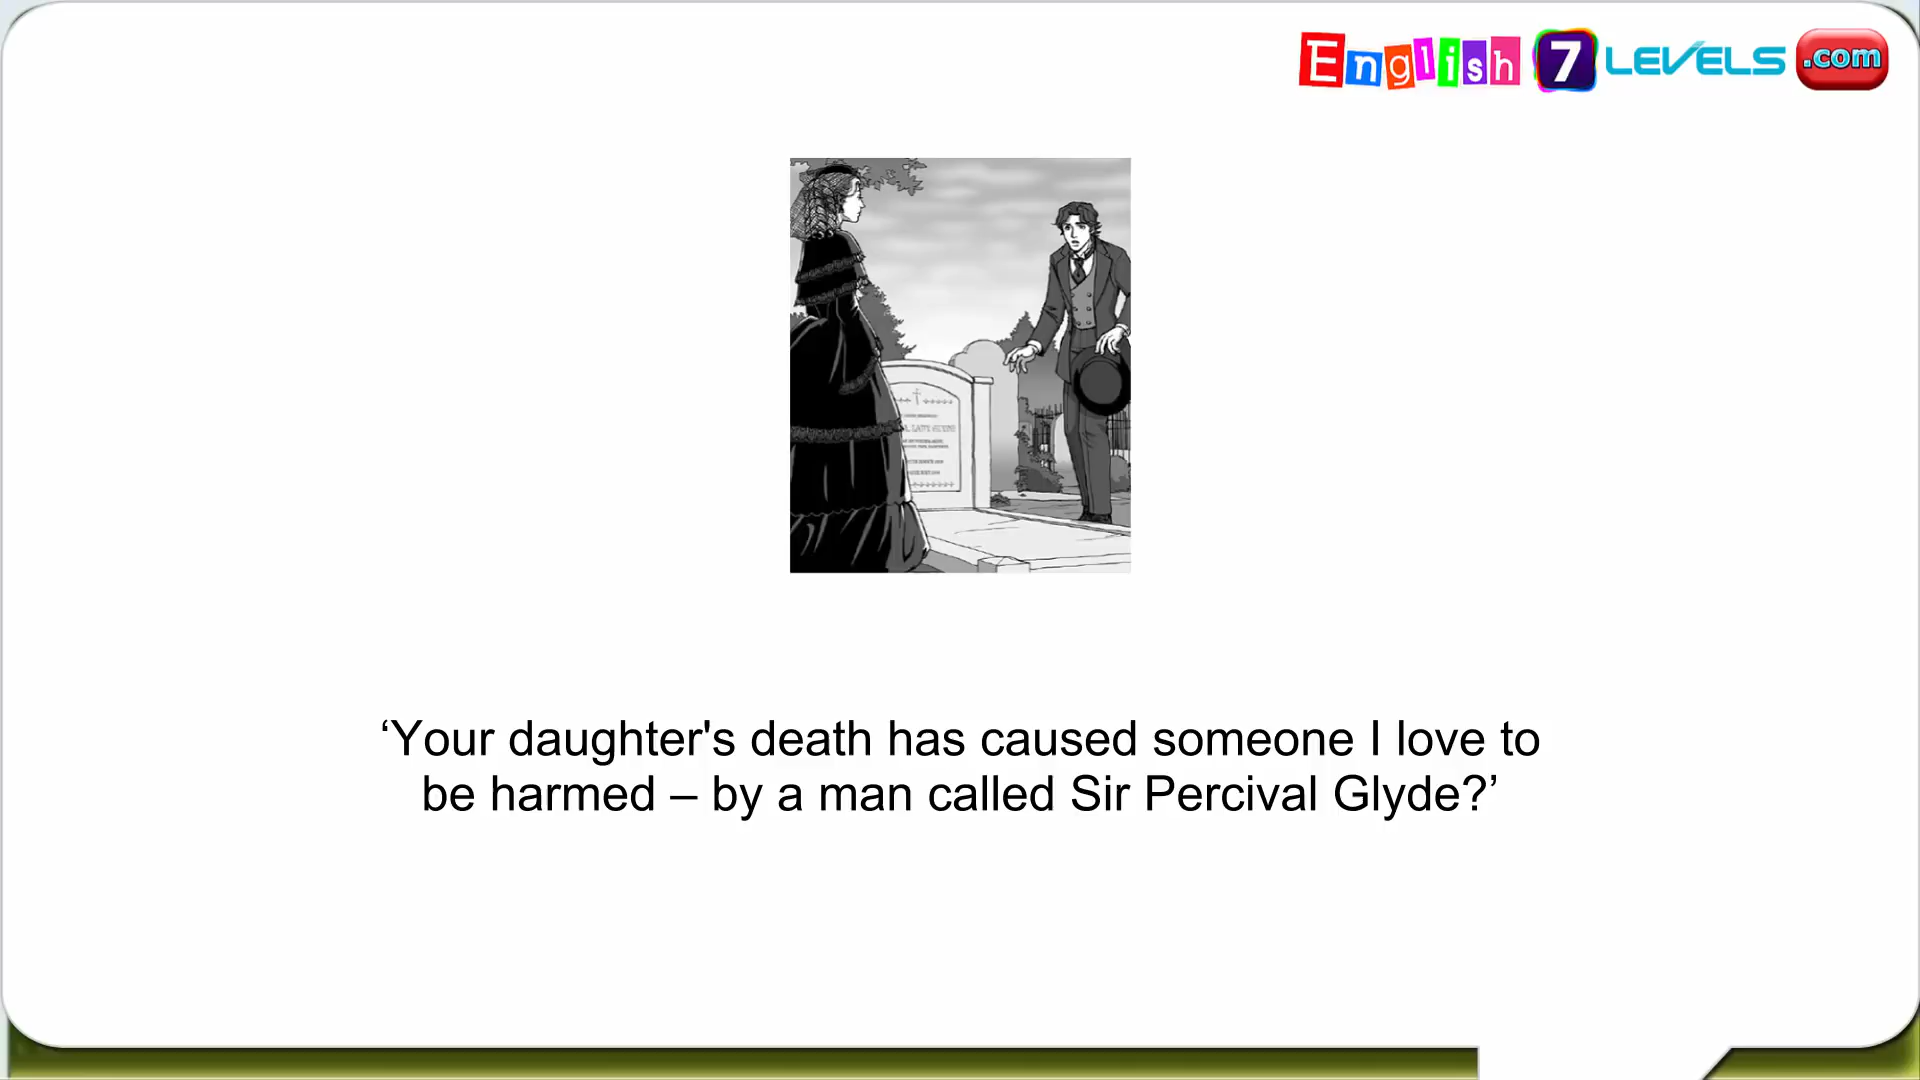 English 7 LEVELS .com
‘Your daughter's death has caused someone I love to
be harmed – by a man called Sir Percival Glyde?’